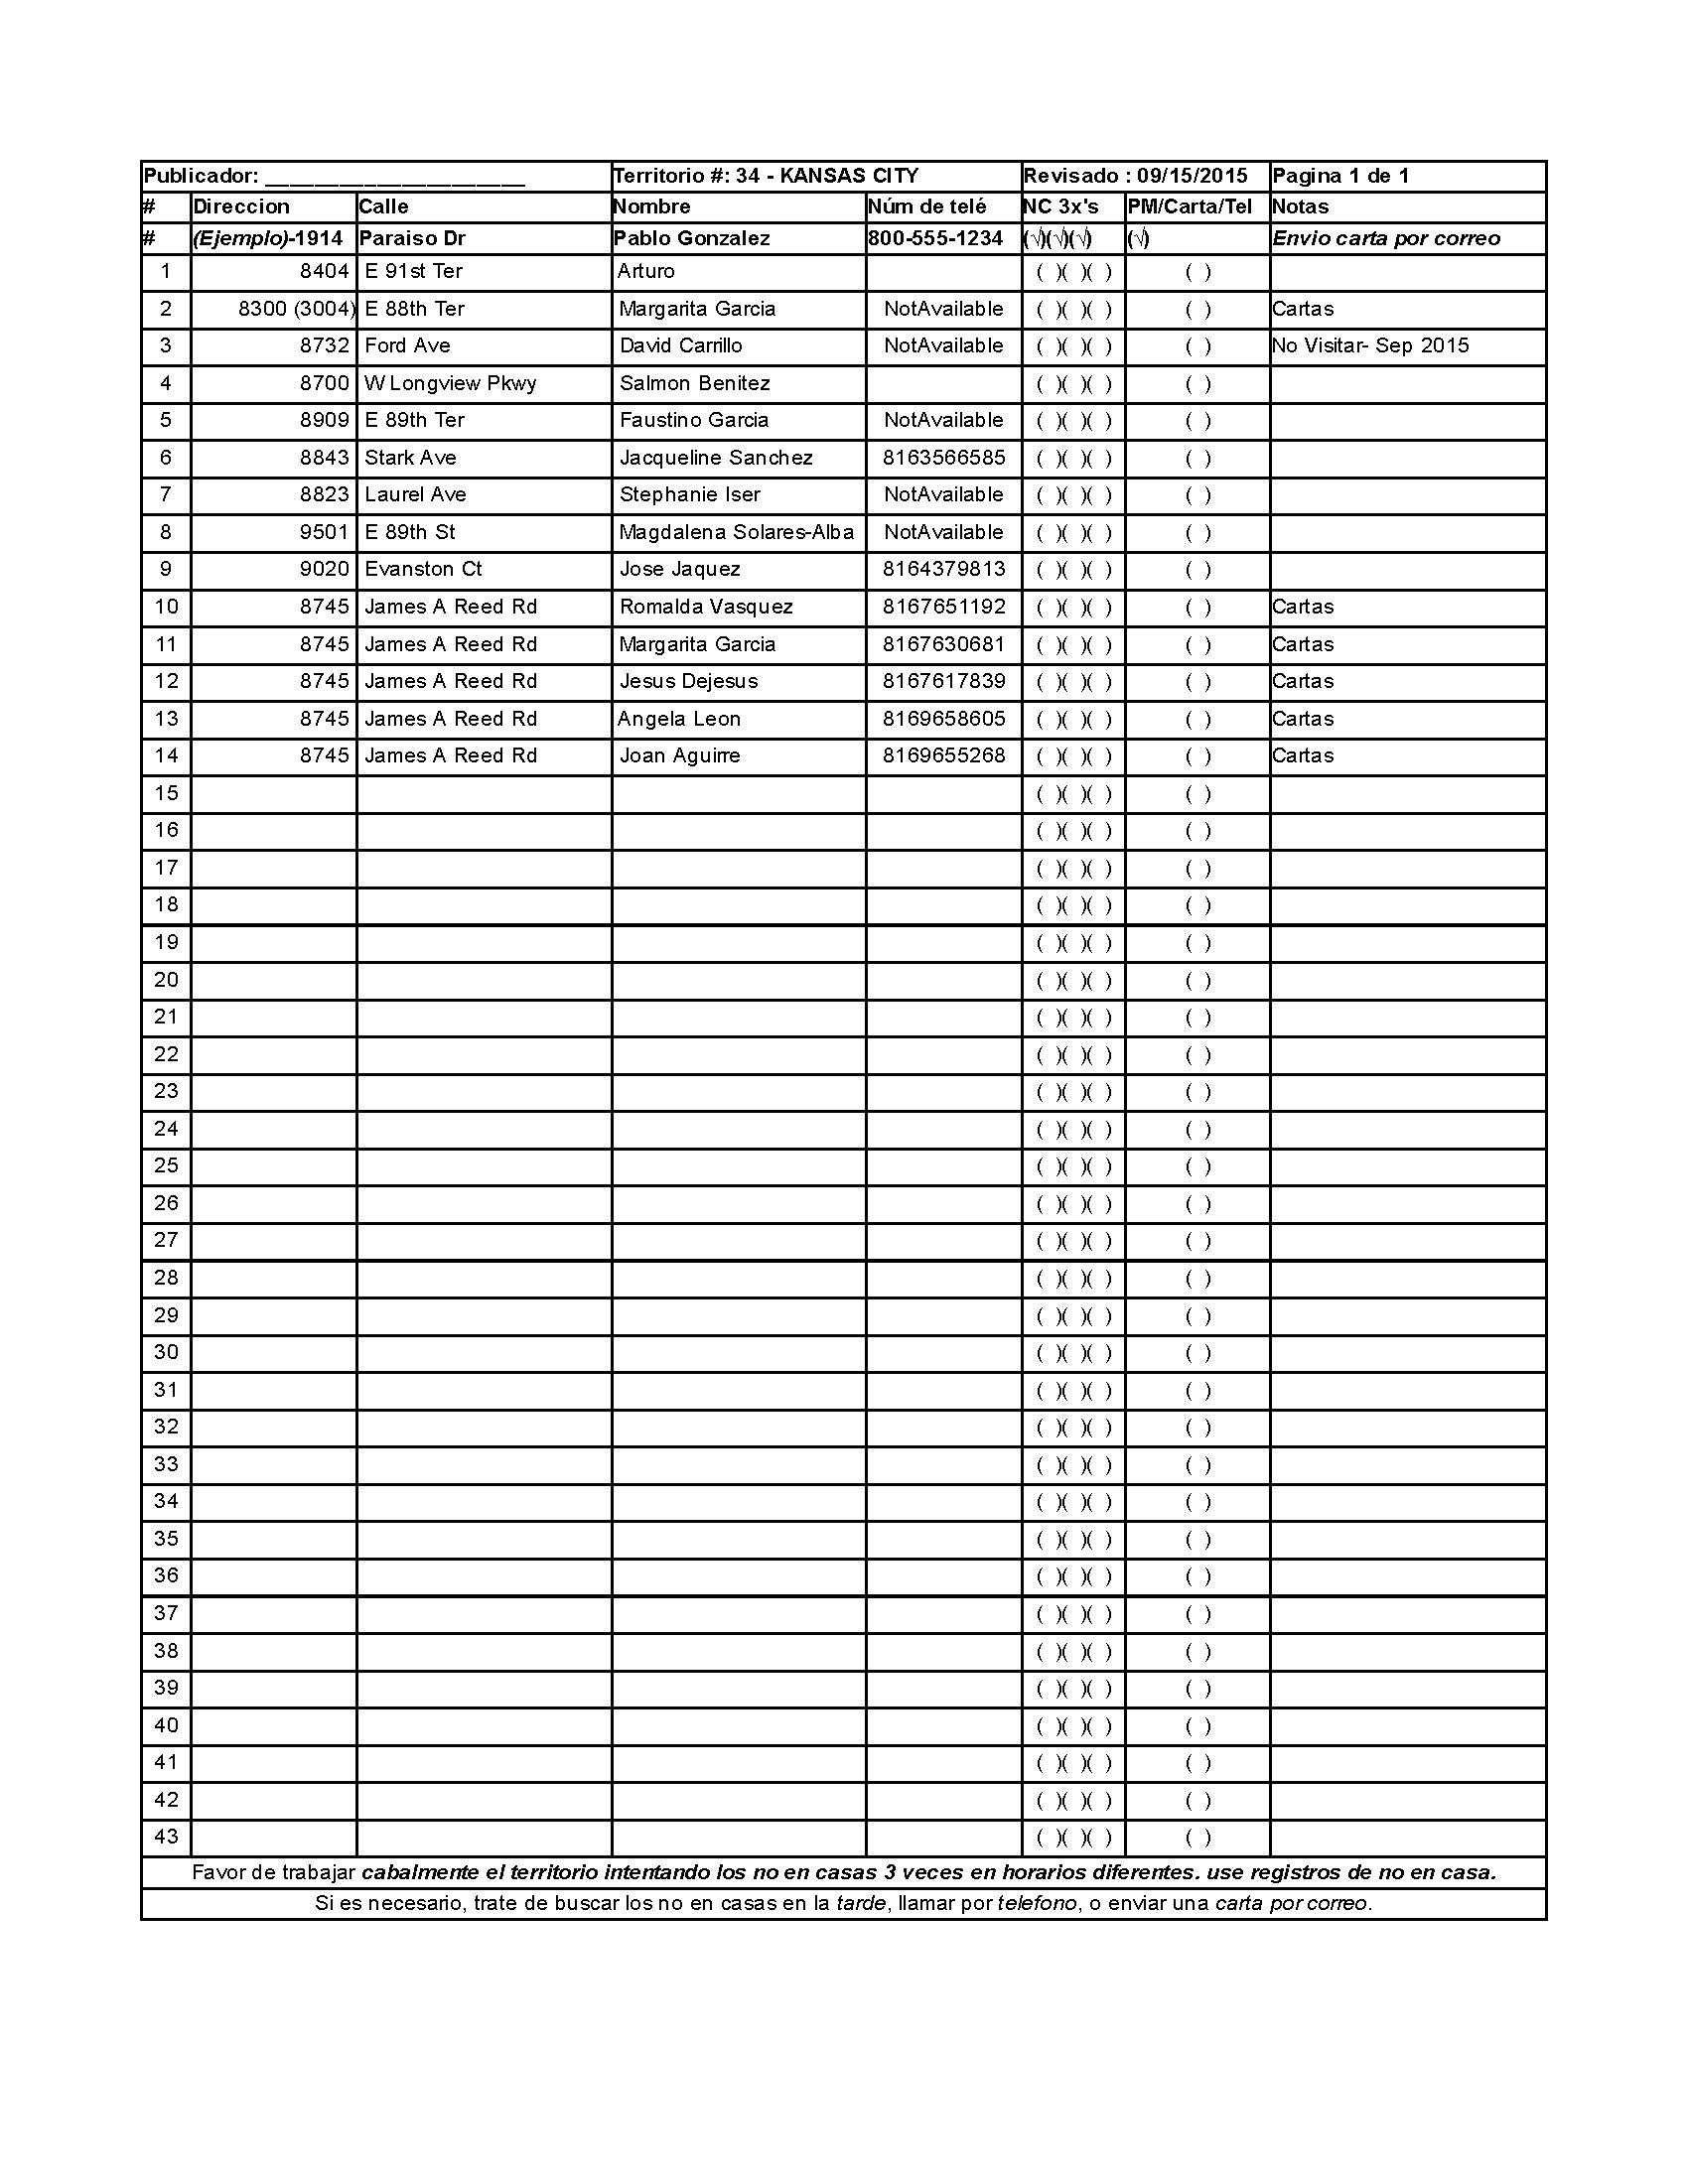 Publicador: ______________________ Territorio #: 34 - KANSAS CITY Revisado : 09/15/2015 Pagina 1 de 1
# Direccion Calle Nombre Núm de telé NC 3x's PM/Carta/Tel Notas
# (Ejemplo)-1914 Paraiso Dr Pablo Gonzalez 800-555-1234 (√)(√)(√) (√) Envio carta por correo
1 8404 E 91st Ter Arturo ( )( )( ) ( )
2 8300 (3004) E 88th Ter Margarita Garcia NotAvailable ( )( )( ) ( ) Cartas
3 8732 Ford Ave David Carrillo NotAvailable ( )( )( ) ( ) No Visitar- Sep 2015
4 8700 W Longview Pkwy Salmon Benitez ( )( )( ) ( )
5 8909 E 89th Ter Faustino Garcia NotAvailable ( )( )( ) ( )
6 8843 Stark Ave Jacqueline Sanchez 8163566585 ( )( )( ) ( )
7 8823 Laurel Ave Stephanie Iser NotAvailable ( )( )( ) ( )
8 9501 E 89th St Magdalena Solares-Alba NotAvailable ( )( )( ) ( )
9 9020 Evanston Ct Jose Jaquez 8164379813 ( )( )( ) ( )
10 8745 James A Reed Rd Romalda Vasquez 8167651192 ( )( )( ) ( ) Cartas
11 8745 James A Reed Rd Margarita Garcia 8167630681 ( )( )( ) ( ) Cartas
12 8745 James A Reed Rd Jesus Dejesus 8167617839 ( )( )( ) ( ) Cartas
13 8745 James A Reed Rd Angela Leon 8169658605 ( )( )( ) ( ) Cartas
14 8745 James A Reed Rd Joan Aguirre 8169655268 ( )( )( ) ( ) Cartas
15 ( )( )( ) ( )
16 ( )( )( ) ( )
17 ( )( )( ) ( )
18 ( )( )( ) ( )
19 ( )( )( ) ( )
20 ( )( )( ) ( )
21 ( )( )( ) ( )
22 ( )( )( ) ( )
23 ( )( )( ) ( )
24 ( )( )( ) ( )
25 ( )( )( ) ( )
26 ( )( )( ) ( )
27 ( )( )( ) ( )
28 ( )( )( ) ( )
29 ( )( )( ) ( )
30 ( )( )( ) ( )
31 ( )( )( ) ( )
32 ( )( )( ) ( )
33 ( )( )( ) ( )
34 ( )( )( ) ( )
35 ( )( )( ) ( )
36 ( )( )( ) ( )
37 ( )( )( ) ( )
38 ( )( )( ) ( )
39 ( )( )( ) ( )
40 ( )( )( ) ( )
41 ( )( )( ) ( )
42 ( )( )( ) ( )
43 ( )( )( ) ( )
Favor de trabajar cabalmente el territorio intentando los no en casas 3 veces en horarios diferentes. use registros de no en casa.
Si es necesario, trate de buscar los no en casas en la tarde, llamar por telefono, o enviar una carta por correo.